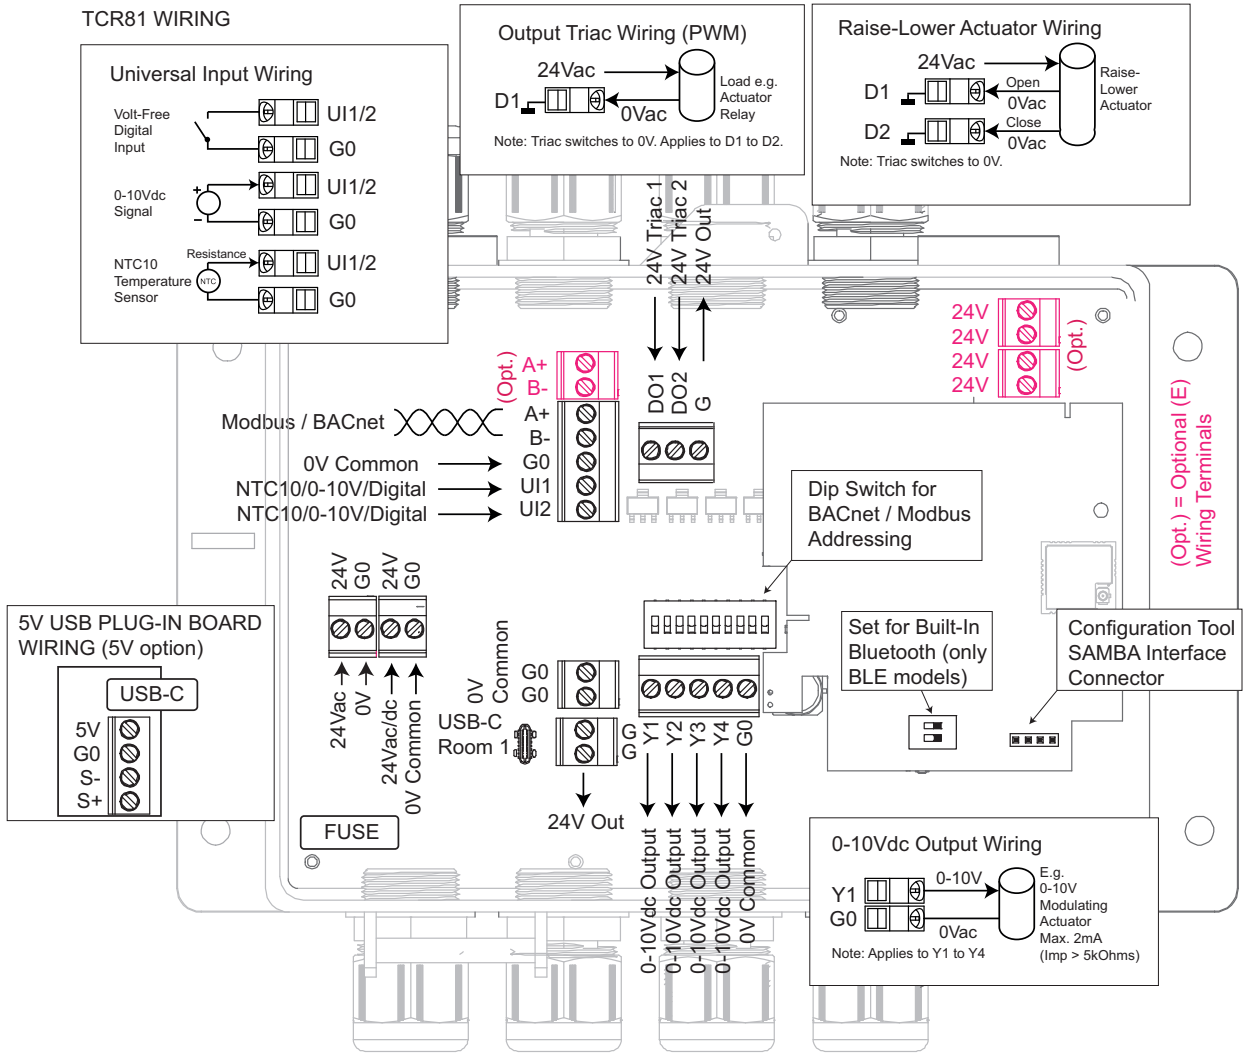 TCR81 WIRING
Universal Input Wiring
Volt-Free
Digital
Input
UI1/2
G0
0-10Vdc
Signal
+
-
UI1/2
G0
NTC10
Temperature
Sensor
Resistance
NTC
UI1/2
G0
Output Triac Wiring (PWM)
24Vac
D1
0Vac
Load e.g.
Actuator
Relay
Note: Triac switches to 0V. Applies to D1 to D2.
Raise-Lower Actuator Wiring
24Vac
D1
Open
0Vac
D2
Close
0Vac
Raise-
Lower
Actuator
Note: Triac switches to 0V.
24V Triac 1
24V Triac 2
24V Out
DO1
DO2
G
(Opt.)
A+
B-
Modbus / BACnet
A+
B-
0V Common
G0
NTC10/0-10V/Digital
UI1
NTC10/0-10V/Digital
UI2
24V
24V
24V
24V
(Opt.)
(Opt.) = Optional (E)
Wiring Terminals
Dip Switch for
BACnet / Modbus
Addressing
Set for Built-In
Bluetooth (only
BLE models)
Configuration Tool
SAMBA Interface
Connector
5V USB PLUG-IN BOARD
WIRING (5V option)
USB-C
5V
G0
S-
S+
24V
G0
24V
G0
24Vac
0V
24Vac/dc
0V Common
FUSE
0V
Common
G0
G0
USB-C
Room 1
G
G
24V Out
Y1
Y2
Y3
Y4
G0
0-10Vdc Output
0-10Vdc Output
0-10Vdc Output
0-10Vdc Output
0V Common
0-10Vdc Output Wiring
Y1
0-10V
G0
0Vac
E.g.
0-10V
Modulating
Actuator
Max. 2mA
(Imp > 5kOhms)
Note: Applies to Y1 to Y4